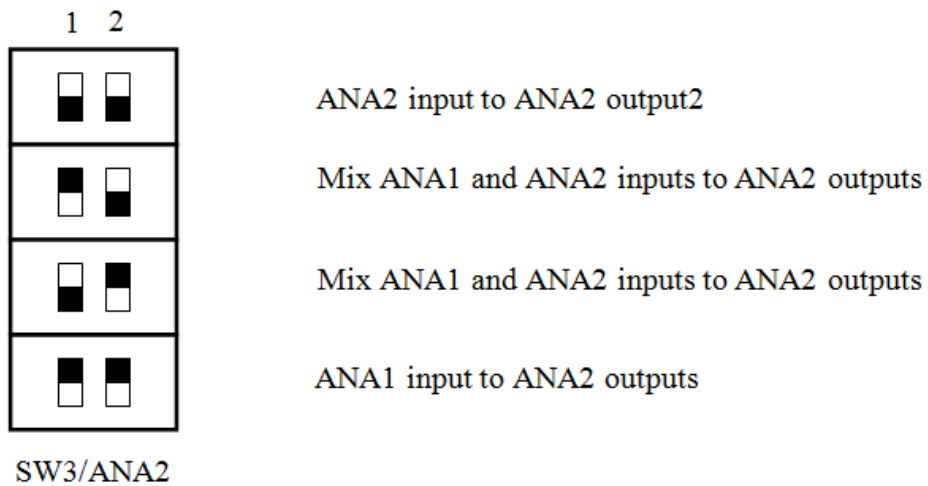 1 2
ANA2 input to ANA2 output2
Mix ANA1 and ANA2 inputs to ANA2 outputs
Mix ANA1 and ANA2 inputs to ANA2 outputs
ANA1 input to ANA2 outputs
SW3/ANA2